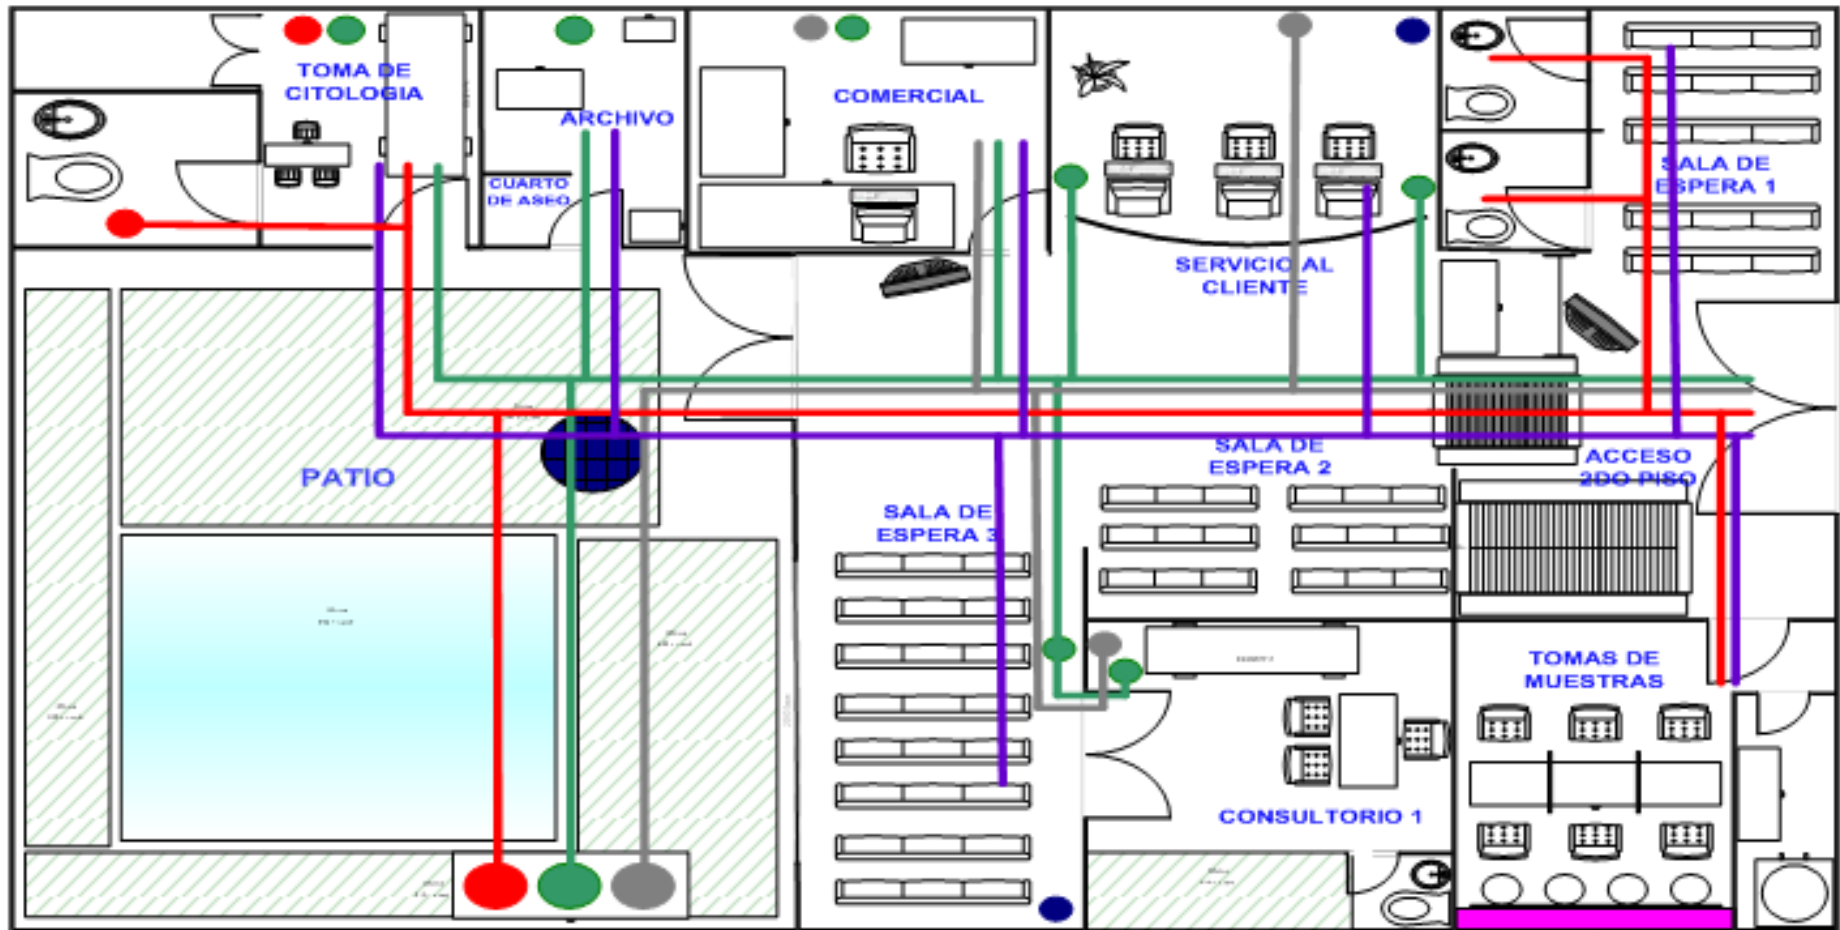 TOMA DE
CITOLOGIA
ARCHIVO
CUARTO
DE ASEO
COMERCIAL
SERVICIO AL
CLIENTE
SALA DE
ESPERA 1
PATIO
SALA DE
ESPERA 2
ACCESO
2DO PISO
SALA DE
ESPERA 3
TOMAS DE
MUESTRAS
CONSULTORIO 1